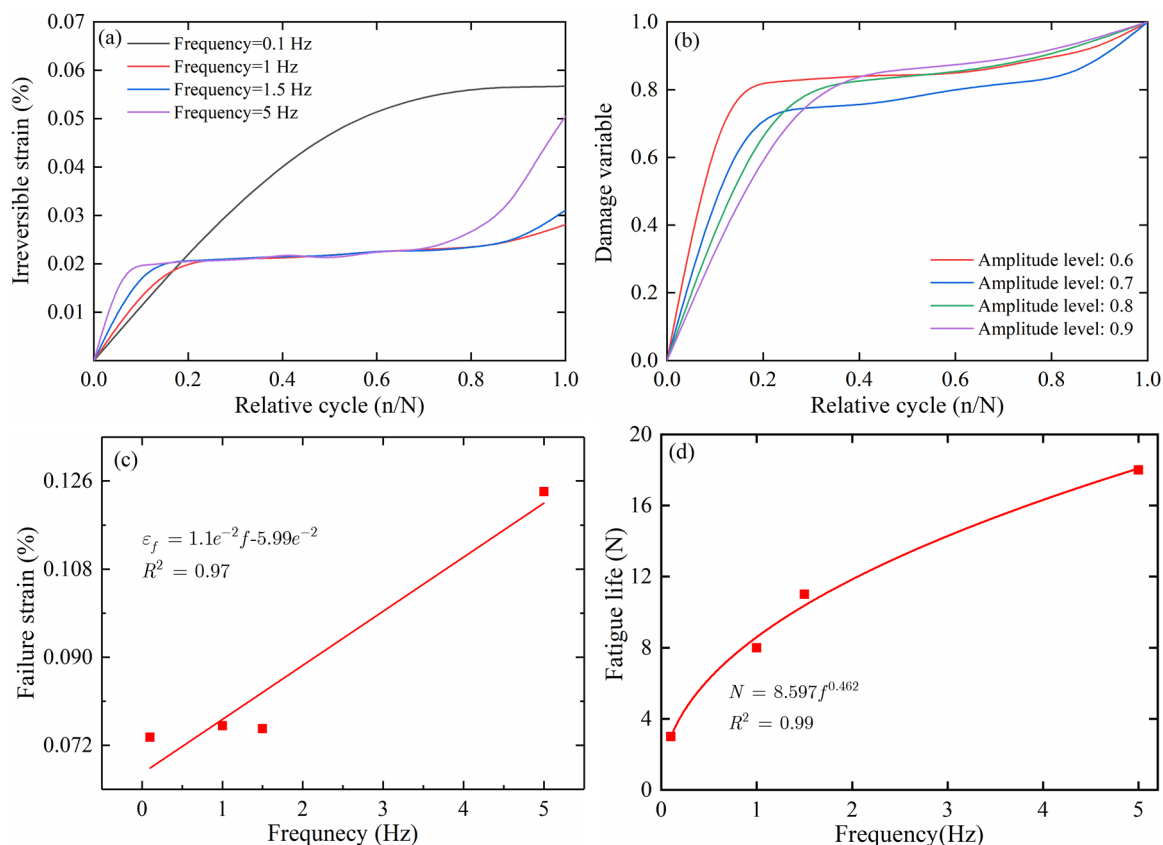 (a)
Frequency=0.1 Hz
Frequency=1 Hz
Frequency=1.5 Hz
Frequency=5 Hz
0.07
0.06
0.05
0.04
0.03
0.02
0.01
Irreversible strain (%)
0.0 0.2 0.4 0.6 0.8 1.0
Relative cycle (n/N)
(b)
1.0
0.8
0.6
0.4
0.2
0.0
Damage variable
Amplitude level: 0.6
Amplitude level: 0.7
Amplitude level: 0.8
Amplitude level: 0.9
0.0 0.2 0.4 0.6 0.8 1.0
Relative cycle (n/N)
(c)
0.126
0.108
0.090
0.072
Failure strain (%)
εf = 1.1e⁻²f-5.99e⁻²
R² = 0.97
0 1 2 3 4 5
Frequnecy (Hz)
(d)
20
16
12
8
4
0
Fatigue life (N)
N = 8.597f⁰·⁴⁶²
R² = 0.99
0 1 2 3 4 5
Frequency(Hz)